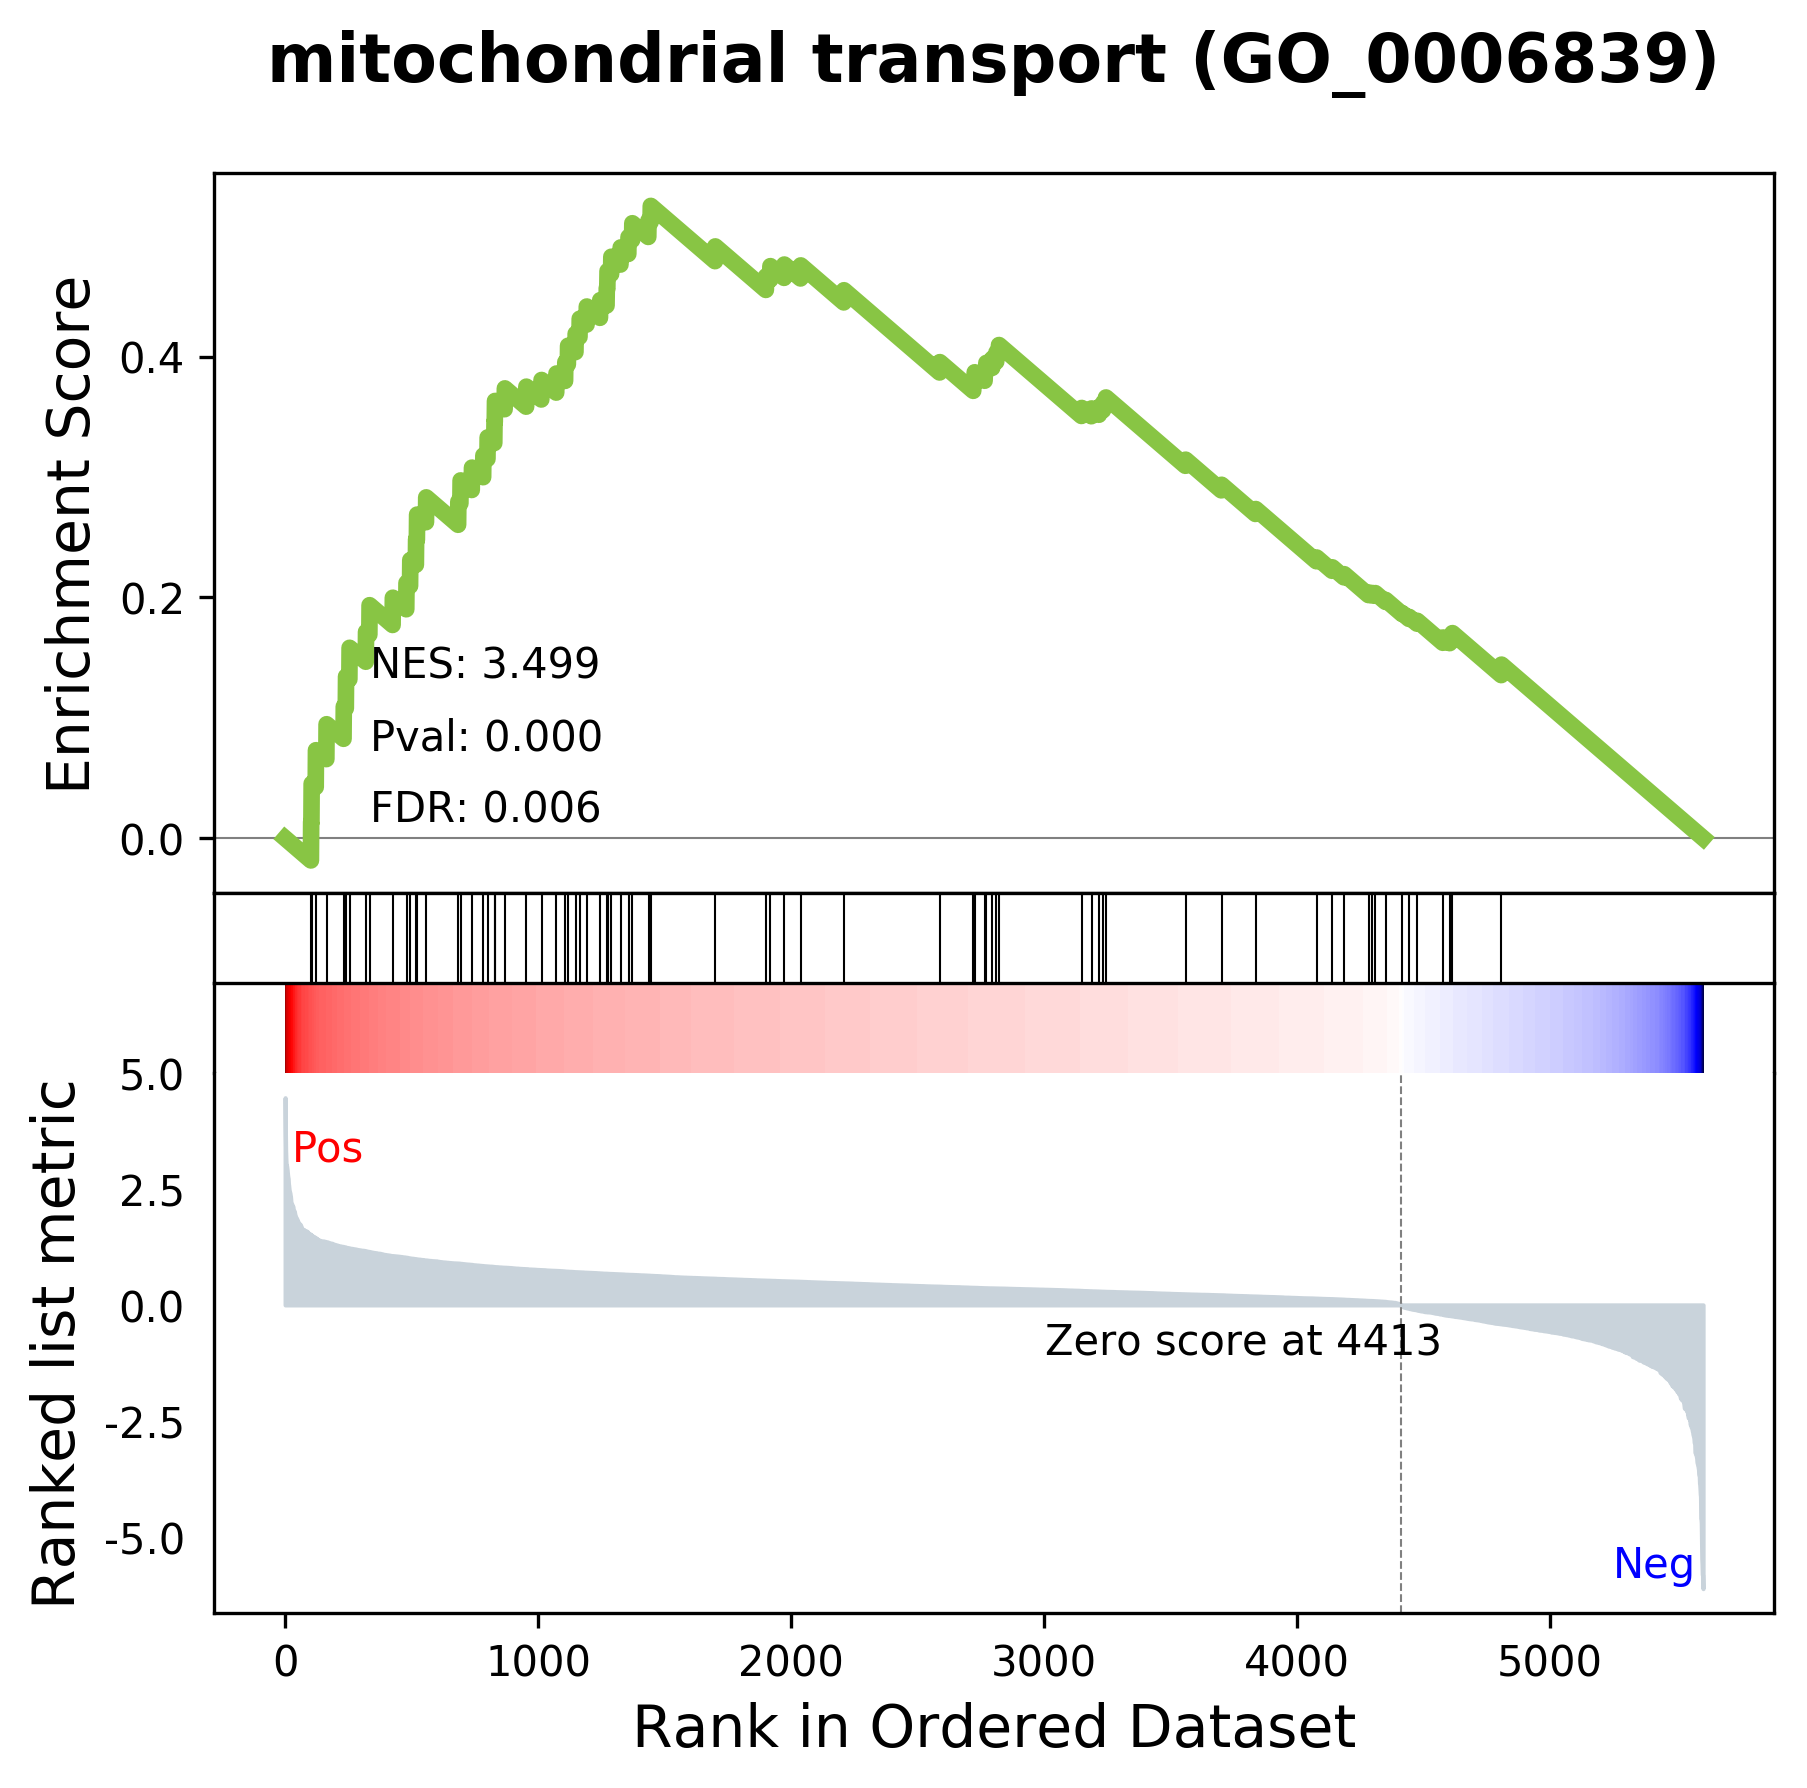 mitochondrial transport (GO_0006839)
Enrichment Score
0.4
0.2
0.0
NES: 3.499
Pval: 0.000
FDR: 0.006
Ranked list metric
5.0
2.5
0.0
-2.5
-5.0
Pos
Zero score at 4413
Neg
0 1000 2000 3000 4000 5000
Rank in Ordered Dataset